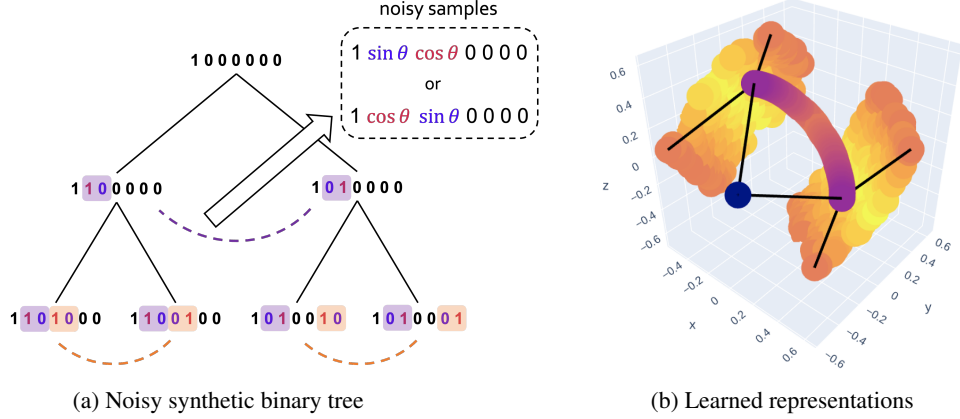 noisy samples
1 sin θ cos θ 0 0 0 0
or
1 cos θ sin θ 0 0 0 0
1 0 0 0 0 0 0
1 1 0 0 0 0 0
1 0 1 0 0 0 0
1 1 0 1 0 0 0
1 1 0 0 1 0 0
1 0 1 0 0 1 0
1 0 1 0 0 0 1
(a) Noisy synthetic binary tree
0.6
0.4
0.2
0
−0.2
−0.4
−0.6
z
−0.6
−0.4
−0.2
0
0.2
0.4
0.6
x
−0.6
−0.4
−0.2
0
0.2
0.4
0.6
y
(b) Learned representations